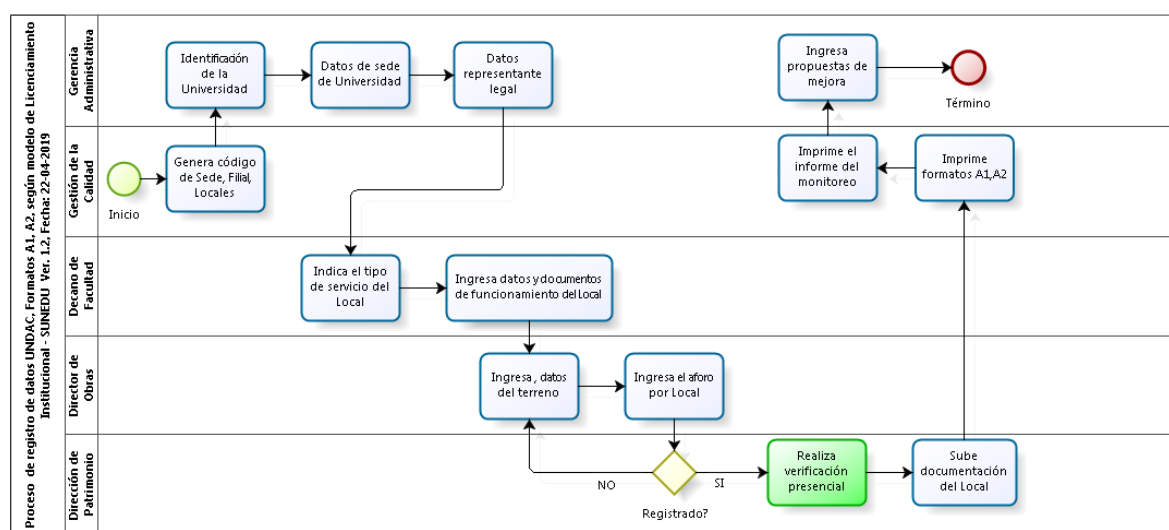 Proceso de registro de datos UNDAC, Formatos A1, A2, según modelo de Licenciamiento
Institucional - SUNEDU Ver. 1.2, Fecha: 22-04-2019
Gerencia
Administrativa
Identificación
de la
Universidad
Datos de sede
de Universidad
Datos
representante
legal
Ingresa
propuestas de
mejora
Término
Gestión de la
Calidad
Inicio
Genera código
de Sede, Filial,
Locales
Imprime el
informe del
monitoreo
Imprime
formatos A1,A2
Decano de
Facultad
Indica el tipo
de servicio del
Local
Ingresa datos y documentos
de funcionamiento del Local
Director de
Obras
Ingresa , datos
del terreno
Ingresa el aforo
por Local
Dirección de
Patrimonio
NO
SI
Registrado?
Realiza
verificación
presencial
Sube
documentación
del Local